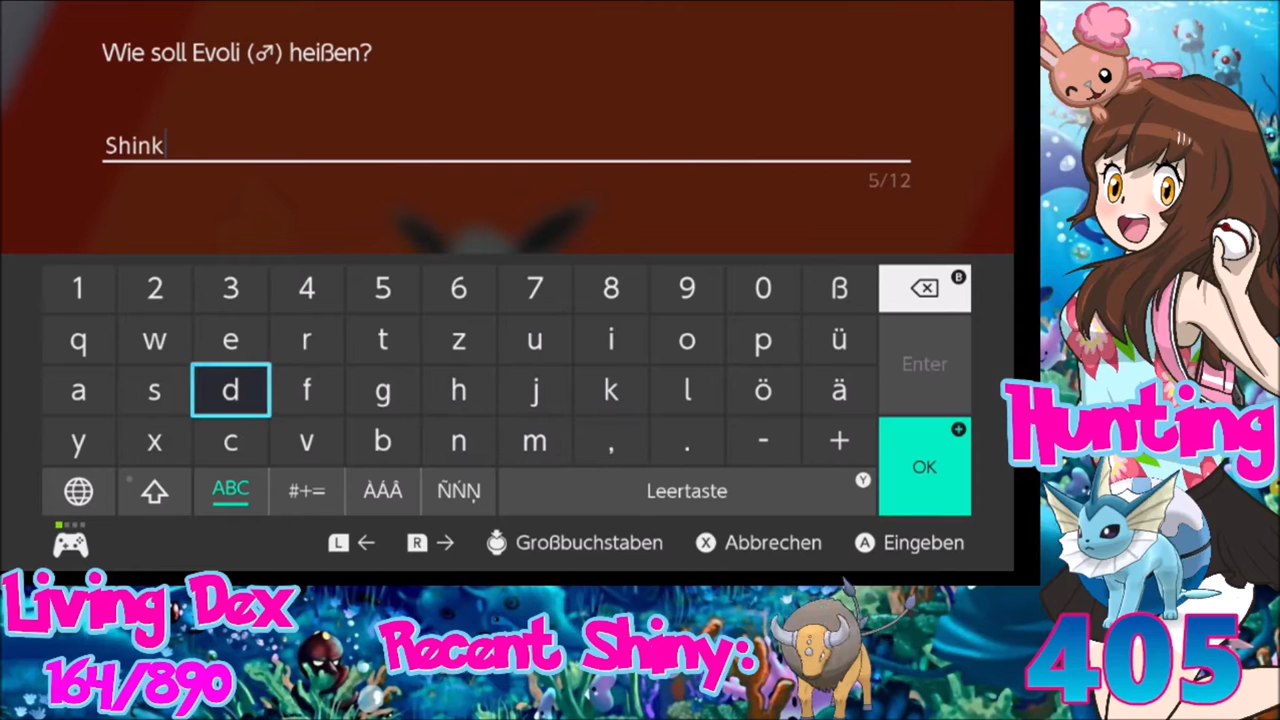 Wie soll Evoli (♂) heißen?
Shink
5/12
1 2 3 4 5 6 7 8 9 0 ß B
q w e r t z u i o p ü Enter
a s d f g h j k l ö ä
y x c v b n m , . - +
ABC #+= ÀÁÂ ÑŃŅ Leertaste Y OK +
L ← R → Großbuchstaben X Abbrechen A Eingeben
Hunting
405
Living Dex
164/890
Recent Shiny: